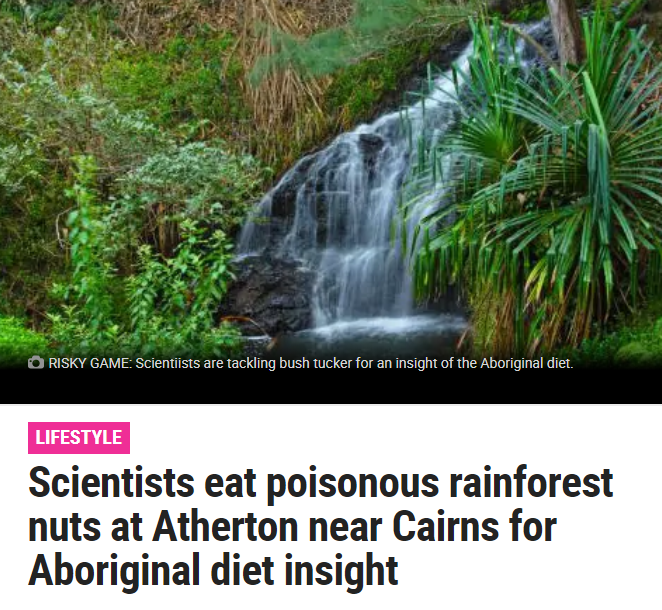 RISKY GAME: Scientiists are tackling bush tucker for an insight of the Aboriginal diet.
LIFESTYLE
Scientists eat poisonous rainforest
nuts at Atherton near Cairns for
Aboriginal diet insight